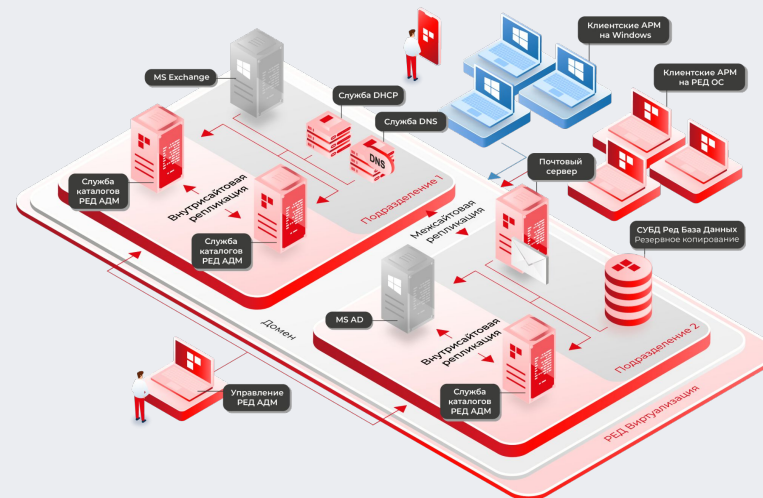 Клиентские АРМ
на Windows
MS Exchange
Клиентские АРМ
на РЕД ОС
Служба DHCP
Служба DNS
DNS
Почтовый
сервер
Служба
каталогов
РЕД АДМ
Внутрисайтовая
репликация
Подразделение 1
Служба
каталогов
РЕД АДМ
Межсайтовая
репликация
СУБД Ред База Данных
Резервное копирование
MS AD
Домен
Внутрисайтовая
репликация
Подразделение 2
Управление
РЕД АДМ
Служба
каталогов
РЕД АДМ
РЕД Виртуализация